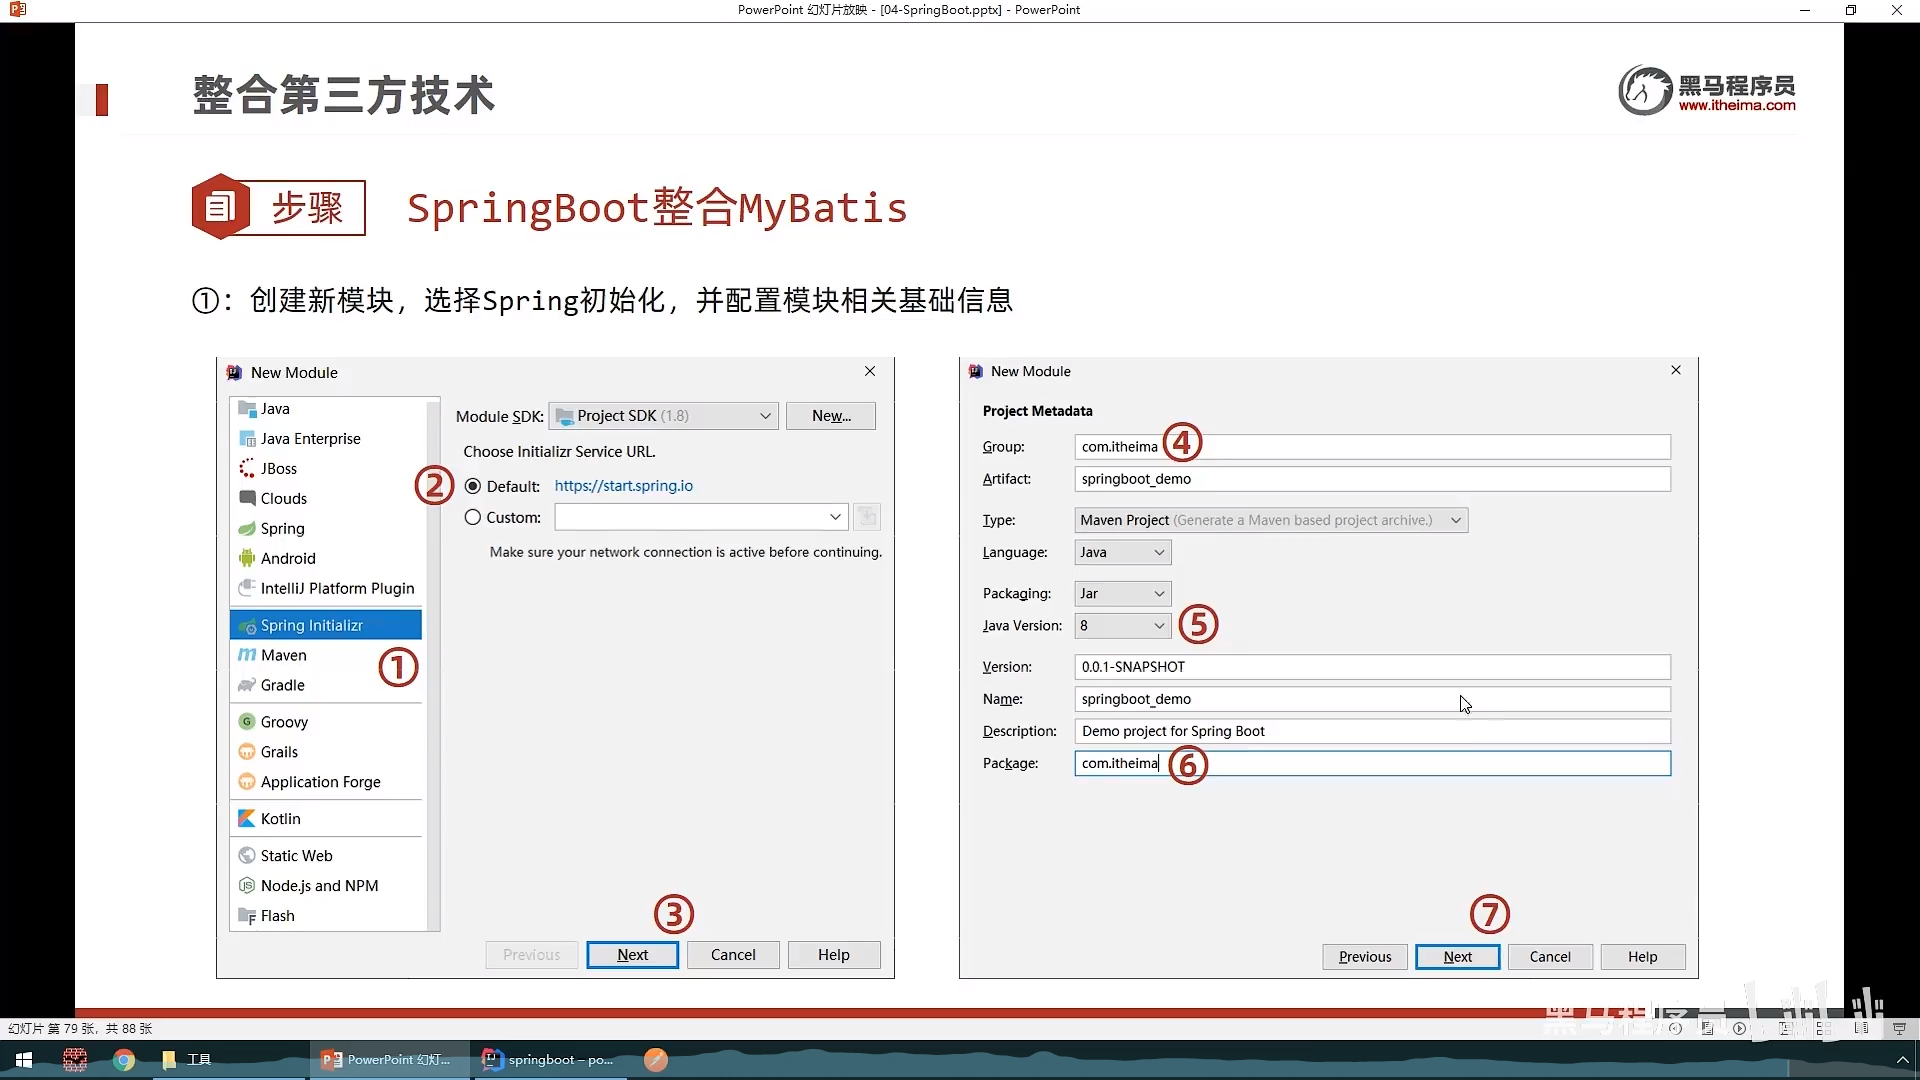 PowerPoint 幻灯片放映 - [04-SpringBoot.pptx] - PowerPoint
整合第三方技术
黑马程序员
www.itheima.com
步骤
SpringBoot整合MyBatis
①：创建新模块，选择Spring初始化，并配置模块相关基础信息
New Module
Java
Java Enterprise
JBoss
Clouds
Spring
Android
IntelliJ Platform Plugin
Spring Initializr
Maven
①
Gradle
Groovy
Grails
Application Forge
Kotlin
Static Web
Node.js and NPM
Flash
Module SDK: Project SDK (1.8) New...
Choose Initializr Service URL.
② Default: https://start.spring.io
Custom:
Make sure your network connection is active before continuing.
③
Previous Next Cancel Help
New Module
Project Metadata
Group: com.itheima ④
Artifact: springboot_demo
Type: Maven Project (Generate a Maven based project archive.)
Language: Java
Packaging: Jar
Java Version: 8 ⑤
Version: 0.0.1-SNAPSHOT
Name: springboot_demo
Description: Demo project for Spring Boot
Package: com.itheima ⑥
⑦
Previous Next Cancel Help
黑马程序员
幻灯片 第 79 张，共 88 张
工具
PowerPoint 幻灯...
springboot – po...